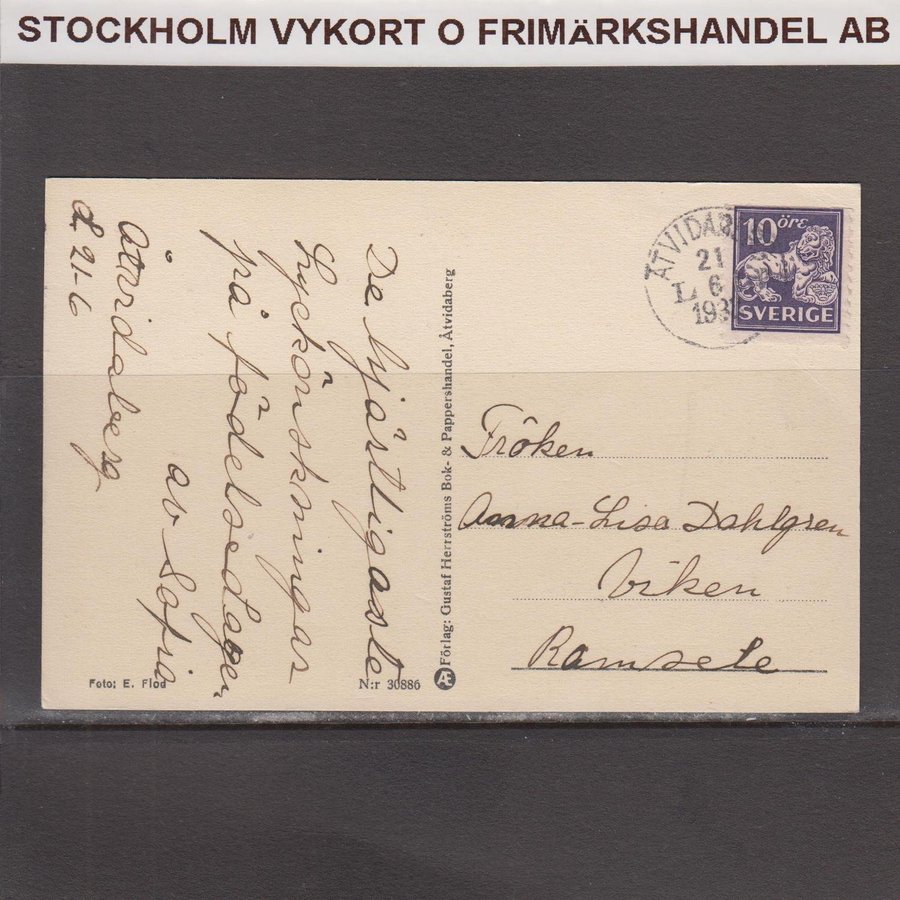 STOCKHOLM VYKORT O FRIMÄRKSHANDEL AB
Åtvidaberg
d. 21-6
De hjärtligaste
Lyckönskningar
på födelsedagen
av Sofia
Foto: E. Flod
N:r 30886
Æ Förlag: Gustaf Herrströms Bok- & Pappershandel, Åtvidaberg
ÅTVIDAB
21
L 6
193
10 ÖRE
SVERIGE
Fröken
Anna-Lisa Dahlgren
Viken
Ramsele